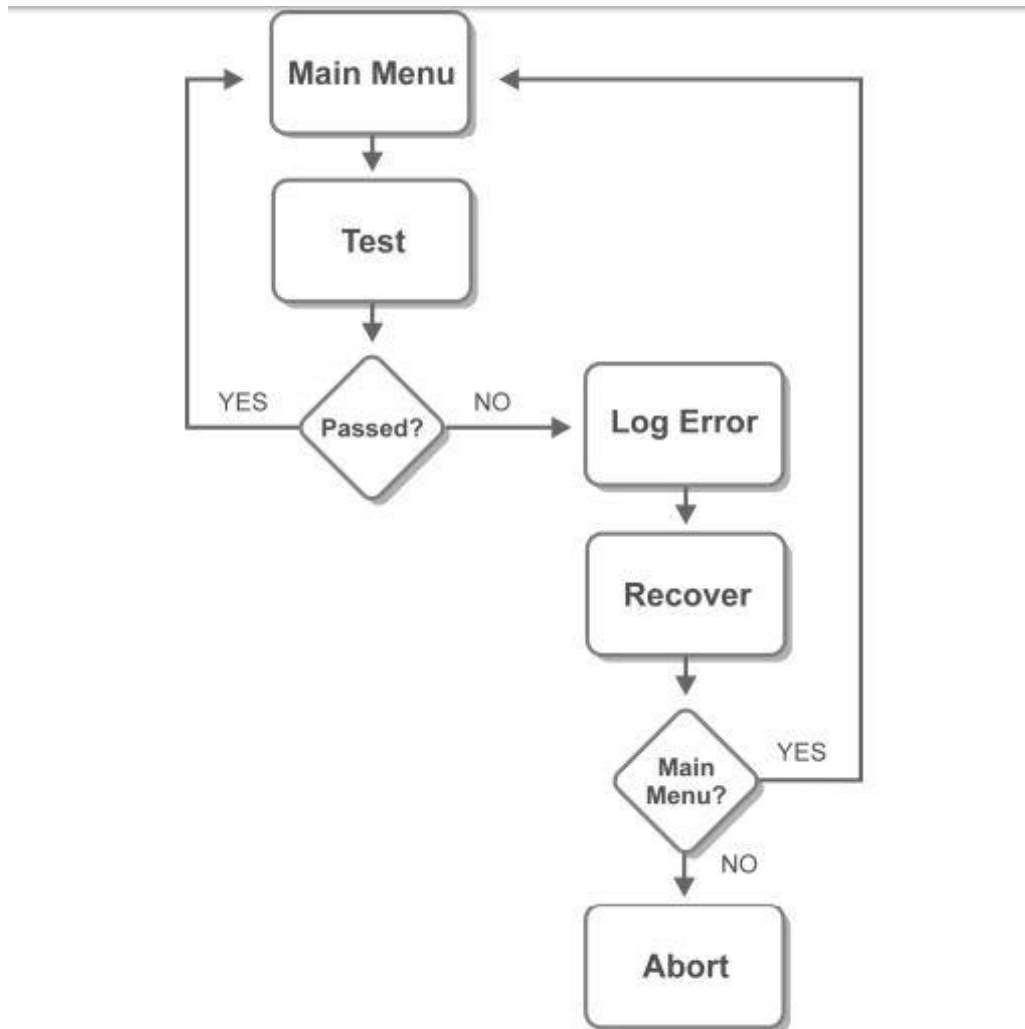 Main Menu
Test
YES
Passed?
NO
Log Error
Recover
Main
Menu?
YES
NO
Abort